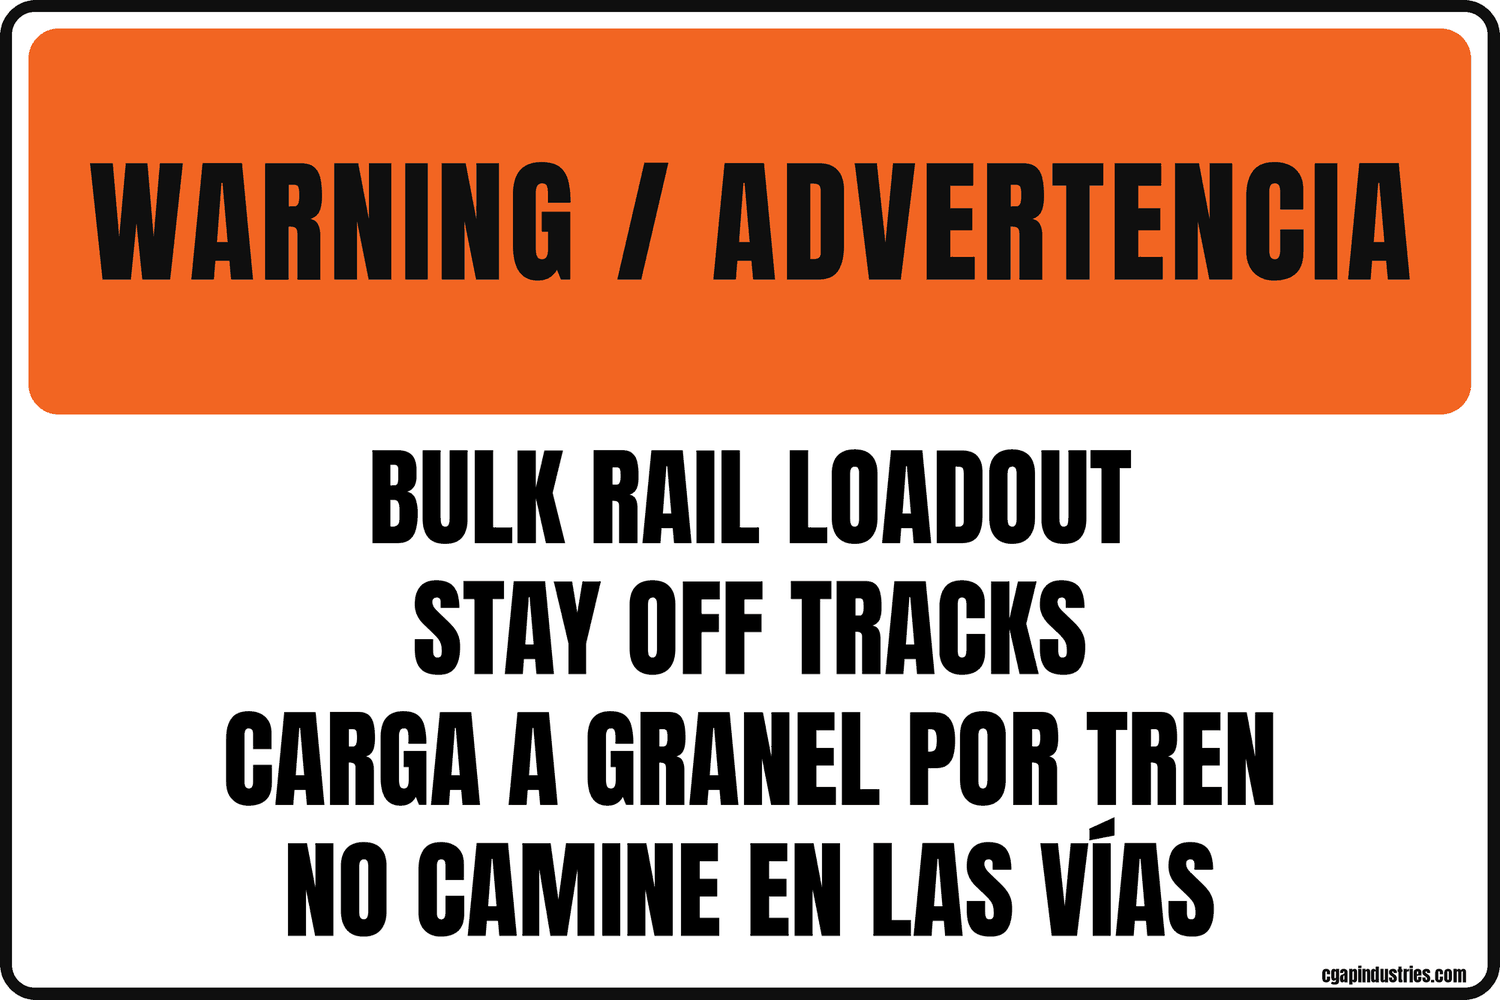 WARNING / ADVERTENCIA
BULK RAIL LOADOUT
STAY OFF TRACKS
CARGA A GRANEL POR TREN
NO CAMINE EN LAS VÍAS
cgapindustries.com